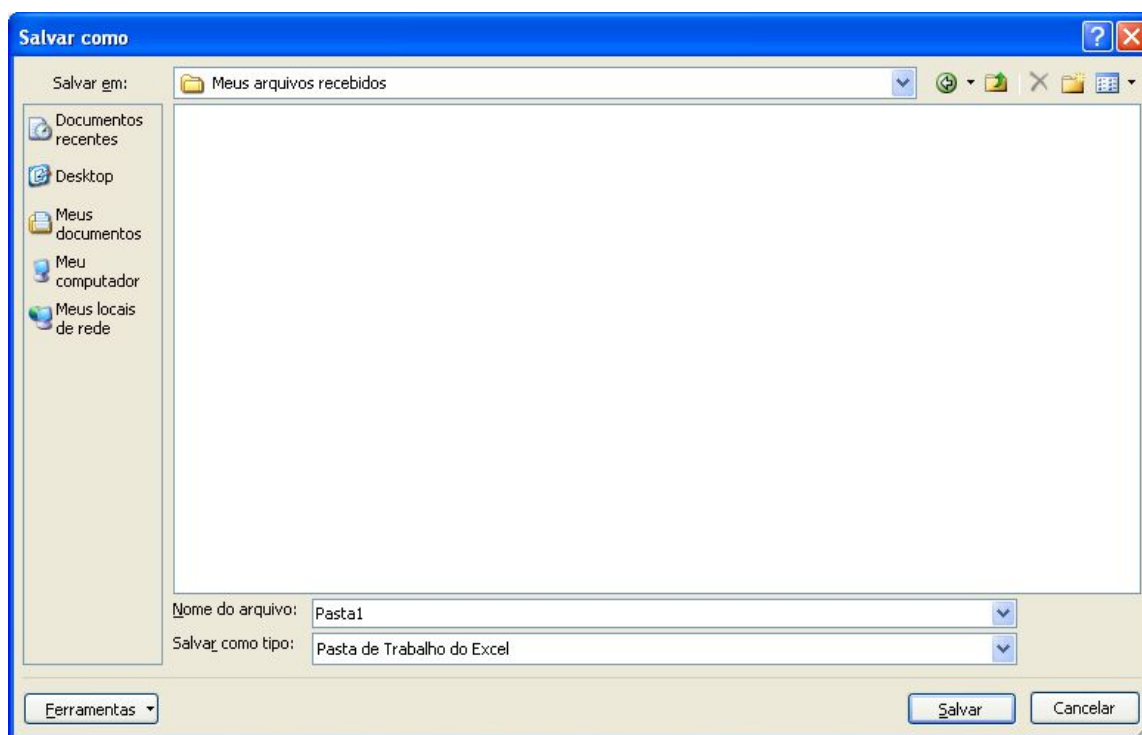 Salvar como
Salvar em:
Meus arquivos recebidos
Documentos
recentes
Desktop
Meus
documentos
Meu
computador
Meus locais
de rede
Nome do arquivo:
Pasta1
Salvar como tipo:
Pasta de Trabalho do Excel
Ferramentas
Salvar
Cancelar